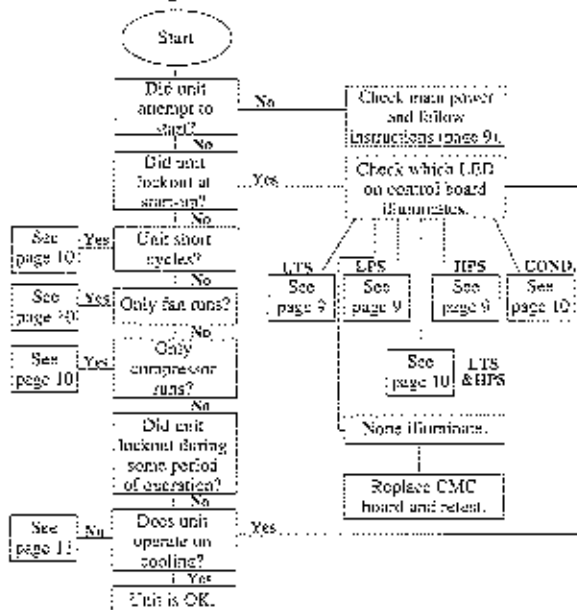 Start
Did unit
attempt to
start?
No
Check main power
and follow
instructions (page 9).
No
Did unit
lockout at
start-up?
Yes
Check which LED
on control board
illuminates.
No
See
page 10
Yes
Unit short
cycles?
LTS
See
page 9
LPS
See
page 9
HPS
See
page 9
COND.
See
page 10
No
See
Yes
Only fan runs?
No
See
page 10
Yes
Only
compressor
runs?
See
page 10
LTS
&HPS
No
Did unit
lockout during
some period
of operation?
None illuminate.
Replace CMC
board and retest.
No
See
page 11
No
Does unit
operate on
cooling?
Yes
Yes
Unit is OK.